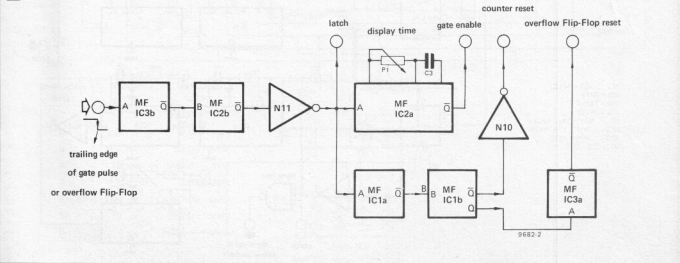 counter reset
latch
display time
gate enable
overflow Flip-Flop reset
P1
C3
A MF Q̅
IC3b
B MF Q̅
IC2b
N11
A MF Q̅
IC2a
N10
trailing edge
of gate pulse
or overflow Flip-Flop
A MF Q̅
IC1a
B
B MF Q̅
IC1b Q
Q̅
MF
IC3a
A
9682-2